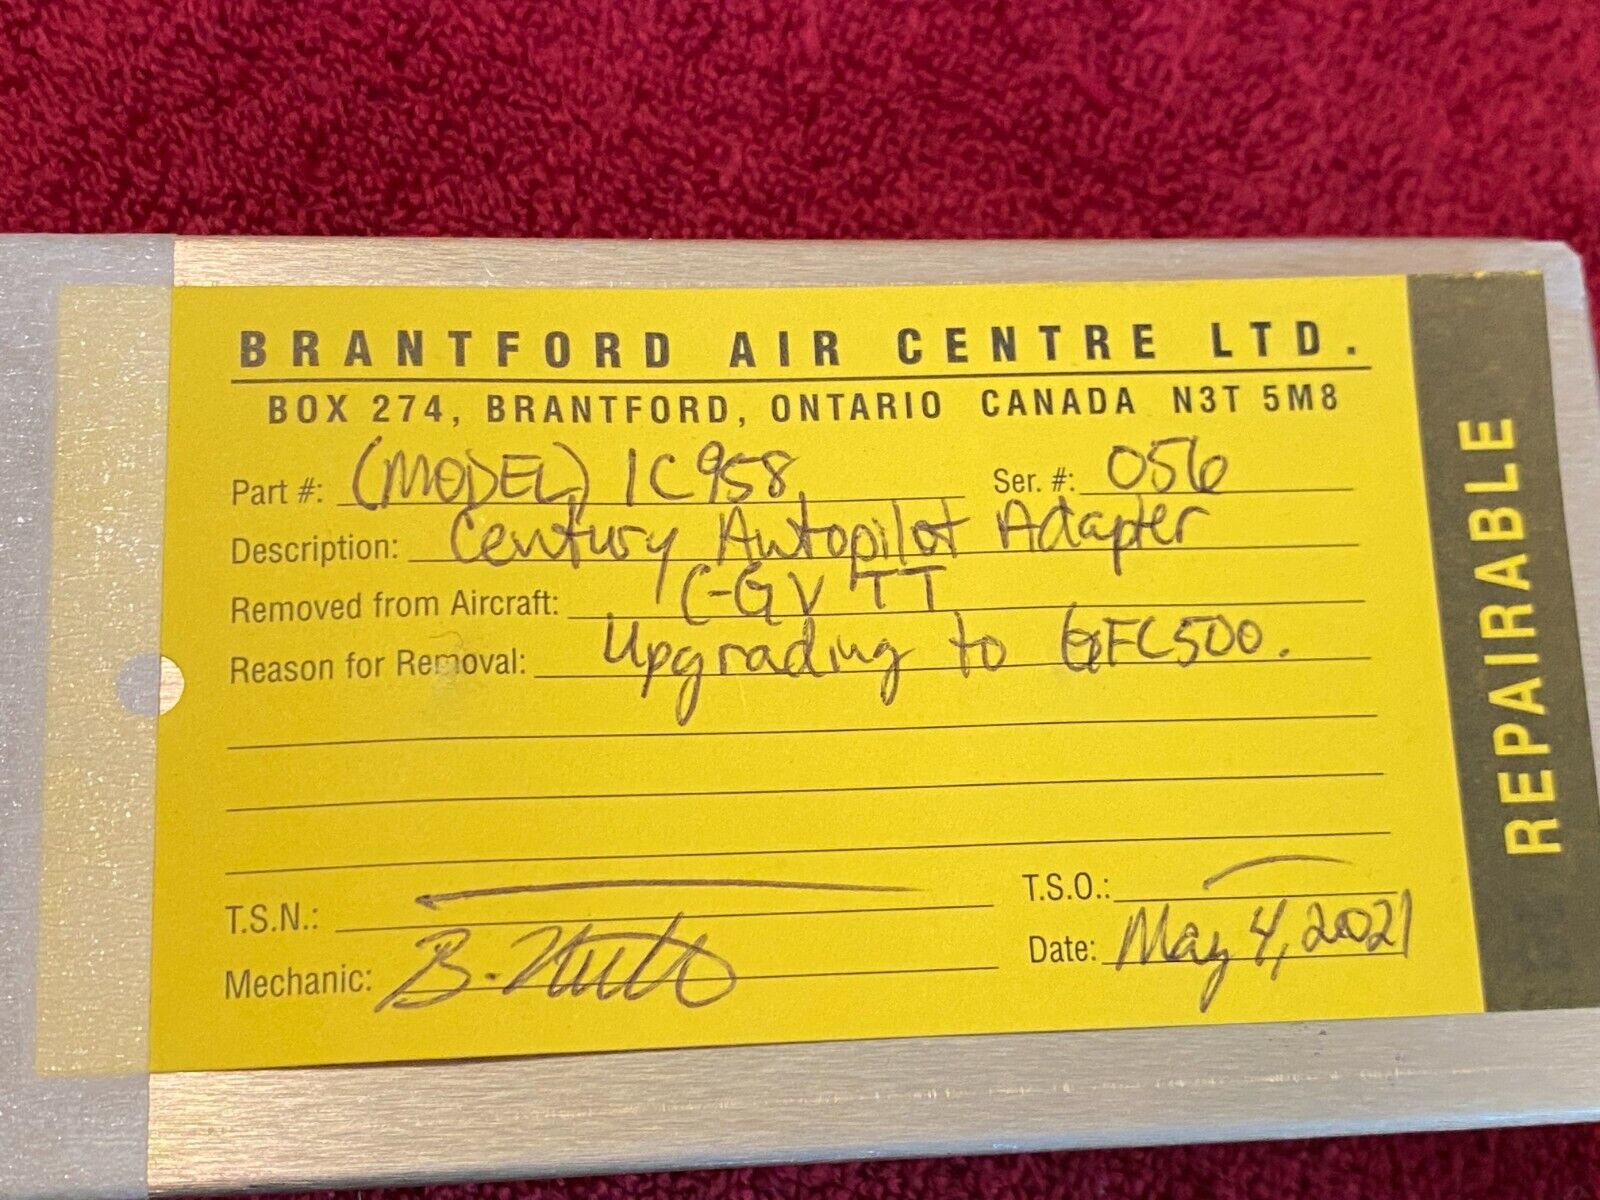 BRANTFORD AIR CENTRE LTD.
BOX 274, BRANTFORD, ONTARIO CANADA N3T 5M8
Part #: (MODEL) 1C958 Ser. #: 056
Description: Century Autopilot Adapter
Removed from Aircraft: C-GVTT
Reason for Removal: Upgrading to GFC500.
T.S.N.: T.S.O.:
Mechanic: B. Date: May 4, 2021
REPAIRABLE